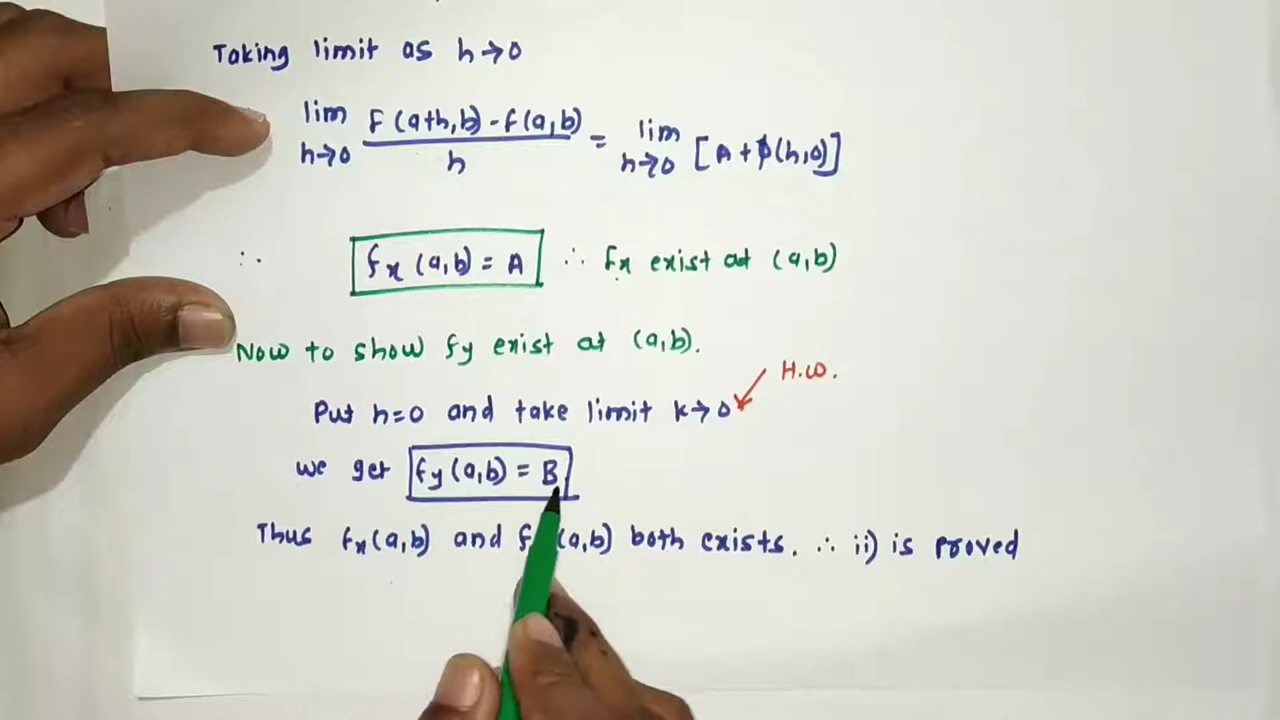 Taking limit as h→0
lim h→0 F(a+h,b)-f(a,b) / h = lim h→0 [A+ϕ(h,0)]
∴ fx(a,b) = A ∴ fx exist at (a,b)
Now to show fy exist at (a,b).
H.W.
Put h=0 and take limit k→0
we get fy(a,b) = B
Thus fx(a,b) and f (a,b) both exists. ∴ ii) is proved